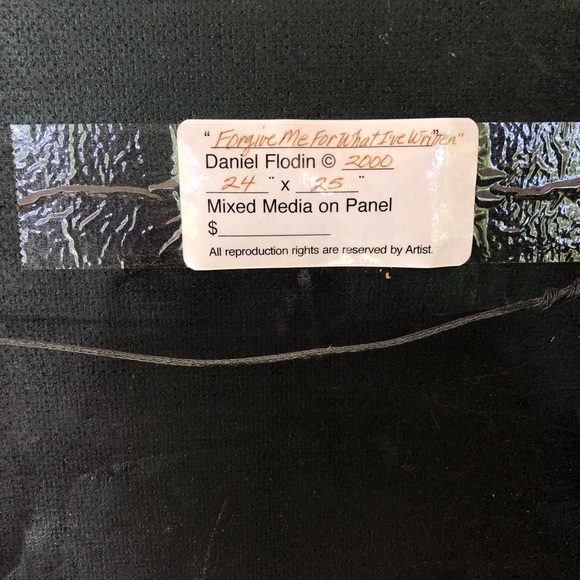 "Forgive Me For What I've Written"
Daniel Flodin © 2000
24 " x 25 "
Mixed Media on Panel
$
All reproduction rights are reserved by Artist.